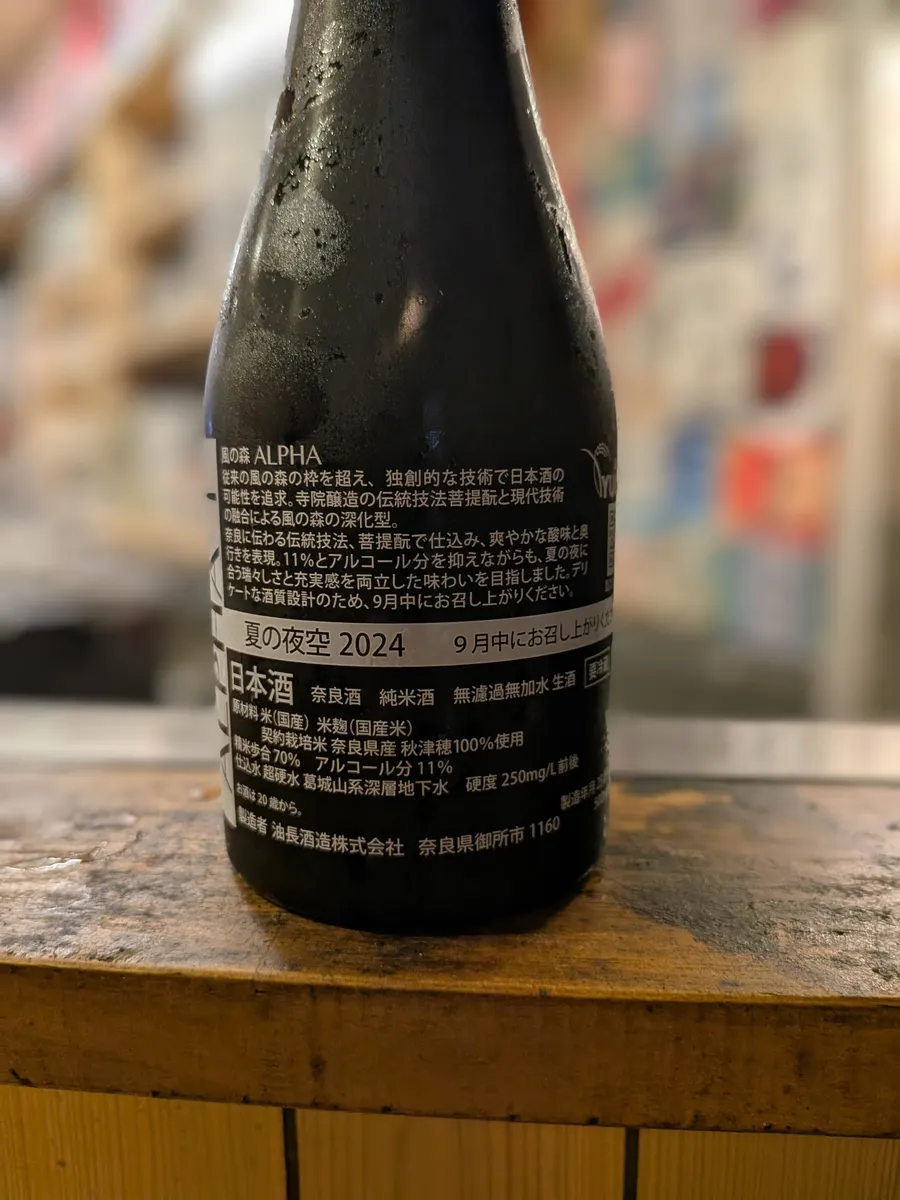 風の森 ALPHA
従来の風の森の枠を超え、独創的な技術で日本酒の
可能性を追求。寺院醸造の伝統技法菩提酛と現代技術
の融合による風の森の深化型。
奈良に伝わる伝統技法、菩提酛で仕込み、爽やかな酸味と奥
行きを表現。11%とアルコール分を抑えながらも、夏の夜に
合う瑞々しさと充実感を両立した味わいを目指しました。デリ
ケートな酒質設計のため、9月中にお召し上がりください。
夏の夜空 2024 9月中にお召し上がりくだ
日本酒 奈良酒 純米酒 無濾過無加水 生酒 要冷蔵
原材料 米(国産) 米麹(国産米)
契約栽培米 奈良県産 秋津穂100%使用
精米歩合 70% アルコール分 11%
仕込水 超硬水 葛城山系深層地下水 硬度 250mg/L前後
お酒は20歳から。
製造年月
製造者 油長酒造株式会社 奈良県御所市 1160